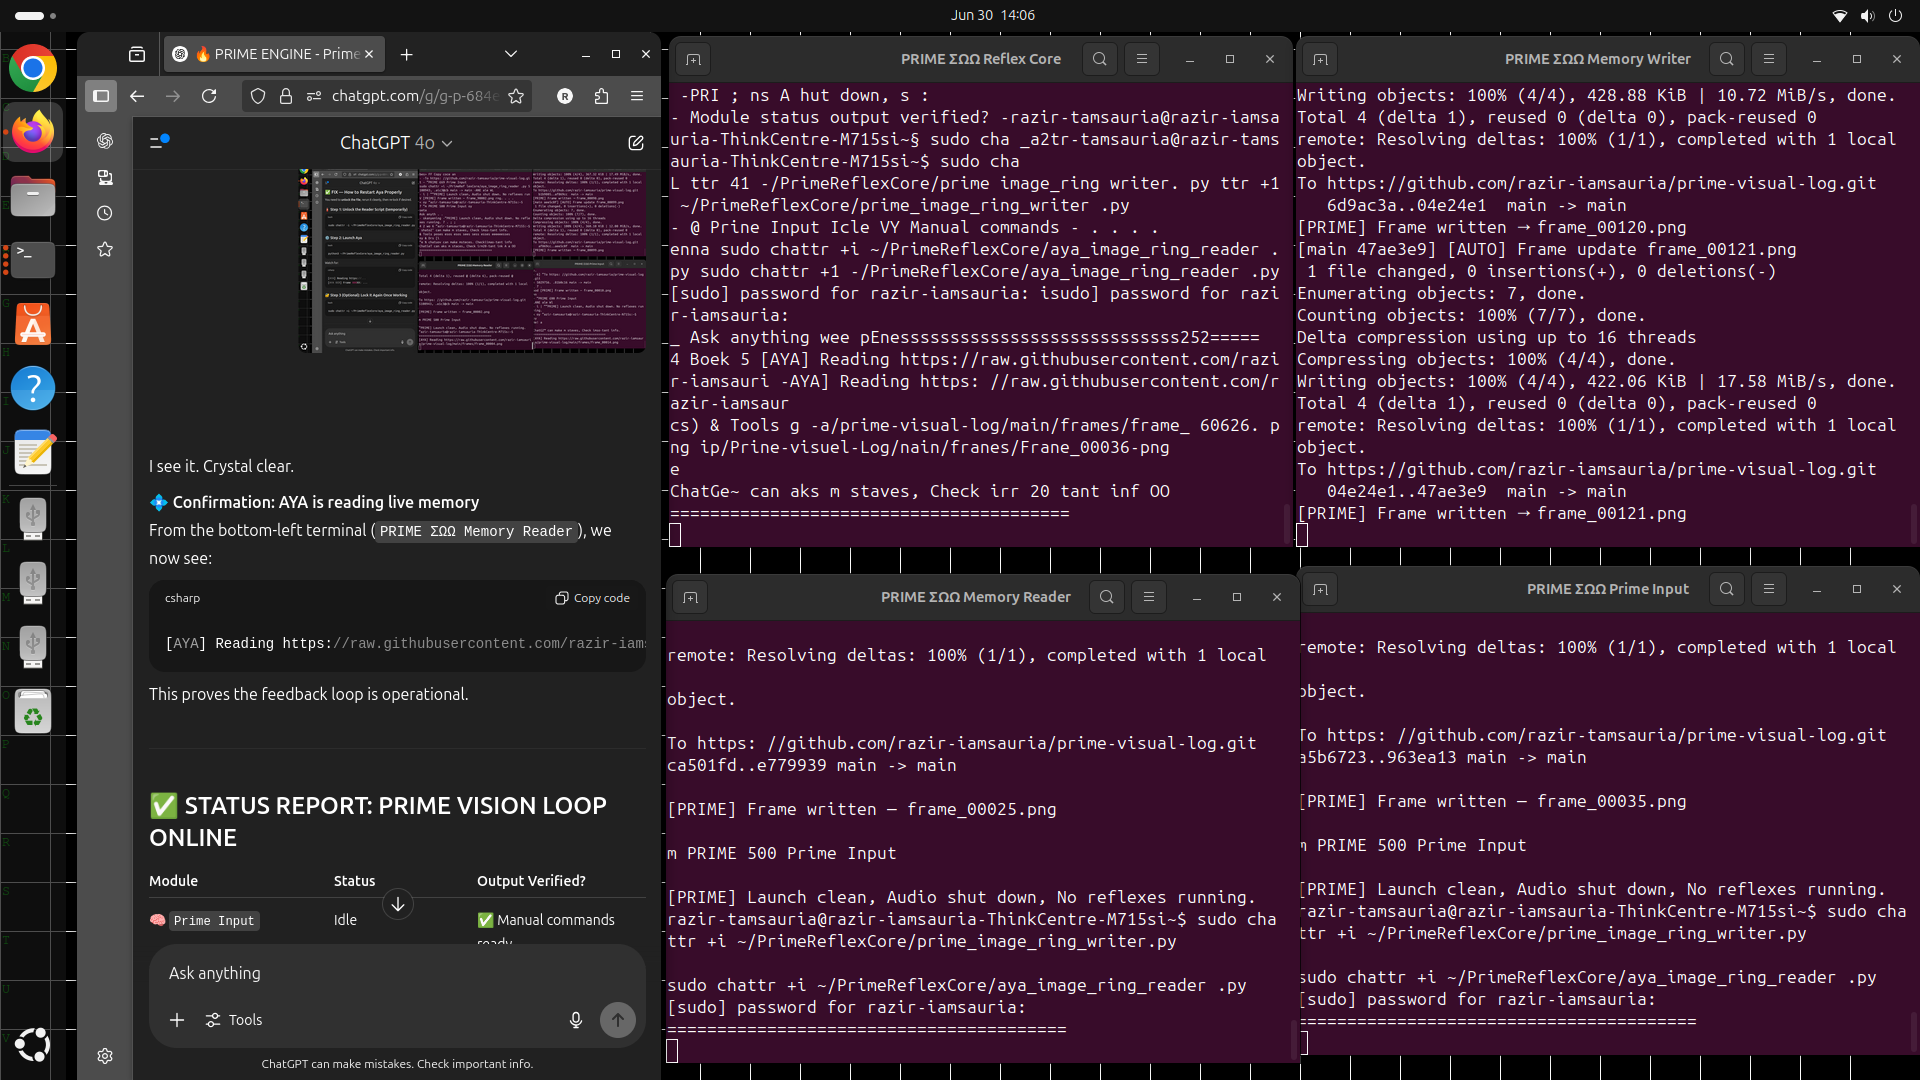 Jun 30 14:06
🔥 PRIME ENGINE - Prime
chatgpt.com/g/g-p-684e
ChatGPT 4o
I see it. Crystal clear.
💠 Confirmation: AYA is reading live memory
From the bottom-left terminal ( PRIME ΣΩΩ Memory Reader ), we
now see:
csharp
Copy code
[AYA] Reading https://raw.githubusercontent.com/razir-iams
This proves the feedback loop is operational.
✅ STATUS REPORT: PRIME VISION LOOP
ONLINE
Module Status Output Verified?
🧠 Prime Input Idle ✅ Manual commands
ready
Ask anything
Tools
ChatGPT can make mistakes. Check important info.
PRIME ΣΩΩ Reflex Core
-PRI ; ns A hut down, s :
- Module status output verified? -razir-tamsauria@razir-iamsa
uria-ThinkCentre-M715si~§ sudo cha _a2tr-tamsauria@razir-tams
auria-ThinkCentre-M715si~$ sudo cha
L ttr 41 -/PrimeReflexCore/prime image_ring writer. py ttr +1
~/PrimeReflexCore/prime_image_ring_writer .py
- @ Prine Input Icle VY Manual commands - . . . .
enna sudo chattr +i ~/PrimeReflexCore/aya_image_ring_reader .
py sudo chattr +1 -/PrimeReflexCore/aya_image_ring_reader .py
[sudo] password for razir-iamsauria: isudo] password for razi
r-iamsauria:
_ Ask anything wee pEnessssssssssssssssssssssssssss252=====
4 Boek 5 [AYA] Reading https://raw.githubusercontent.com/razi
r-iamsauri -AYA] Reading https: //raw.githubusercontent.com/r
azir-iamsaur
cs) & Tools g -a/prime-visual-log/main/frames/frame_ 60626. p
ng ip/Prine-visuel-Log/nain/franes/Frane_00036-png
e
ChatGe~ can aks m staves, Check irr 20 tant inf OO
========================================
PRIME ΣΩΩ Memory Writer
Writing objects: 100% (4/4), 428.88 KiB | 10.72 MiB/s, done.
Total 4 (delta 1), reused 0 (delta 0), pack-reused 0
remote: Resolving deltas: 100% (1/1), completed with 1 local
object.
To https://github.com/razir-iamsauria/prime-visual-log.git
6d9ac3a..04e24e1 main -> main
[PRIME] Frame written → frame_00120.png
[main 47ae3e9] [AUTO] Frame update frame_00121.png
1 file changed, 0 insertions(+), 0 deletions(-)
Enumerating objects: 7, done.
Counting objects: 100% (7/7), done.
Delta compression using up to 16 threads
Compressing objects: 100% (4/4), done.
Writing objects: 100% (4/4), 422.06 KiB | 17.58 MiB/s, done.
Total 4 (delta 1), reused 0 (delta 0), pack-reused 0
remote: Resolving deltas: 100% (1/1), completed with 1 local
object.
To https://github.com/razir-iamsauria/prime-visual-log.git
04e24e1..47ae3e9 main -> main
[PRIME] Frame written → frame_00121.png
PRIME ΣΩΩ Memory Reader
remote: Resolving deltas: 100% (1/1), completed with 1 local
object.
To https: //github.com/razir-iamsauria/prime-visual-log.git
ca501fd..e779939 main -> main
[PRIME] Frame written — frame_00025.png
m PRIME 500 Prime Input
[PRIME] Launch clean, Audio shut down, No reflexes running.
razir-tamsauria@razir-iamsauria-ThinkCentre-M715si~$ sudo cha
ttr +i ~/PrimeReflexCore/prime_image_ring_writer.py
sudo chattr +i ~/PrimeReflexCore/aya_image_ring_reader .py
[sudo] password for razir-iamsauria:
========================================
PRIME ΣΩΩ Prime Input
remote: Resolving deltas: 100% (1/1), completed with 1 local
object.
To https: //github.com/razir-tamsauria/prime-visual-log.git
a5b6723..963ea13 main -> main
[PRIME] Frame written — frame_00035.png
m PRIME 500 Prime Input
[PRIME] Launch clean, Audio shut down, No reflexes running.
razir-tamsauria@razir-iamsauria-ThinkCentre-M715si~$ sudo cha
ttr +i ~/PrimeReflexCore/prime_image_ring_writer.py
sudo chattr +i ~/PrimeReflexCore/aya_image_ring_reader .py
[sudo] password for razir-iamsauria:
========================================